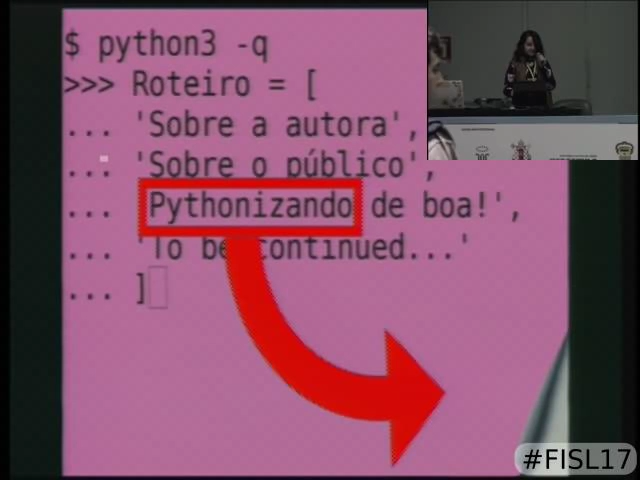 $ python3 -q
>>> Roteiro = [
... 'Sobre a autora',
... 'Sobre o público',
... 'Pythonizando de boa!',
... 'To be continued...'
... ]
#FISL17